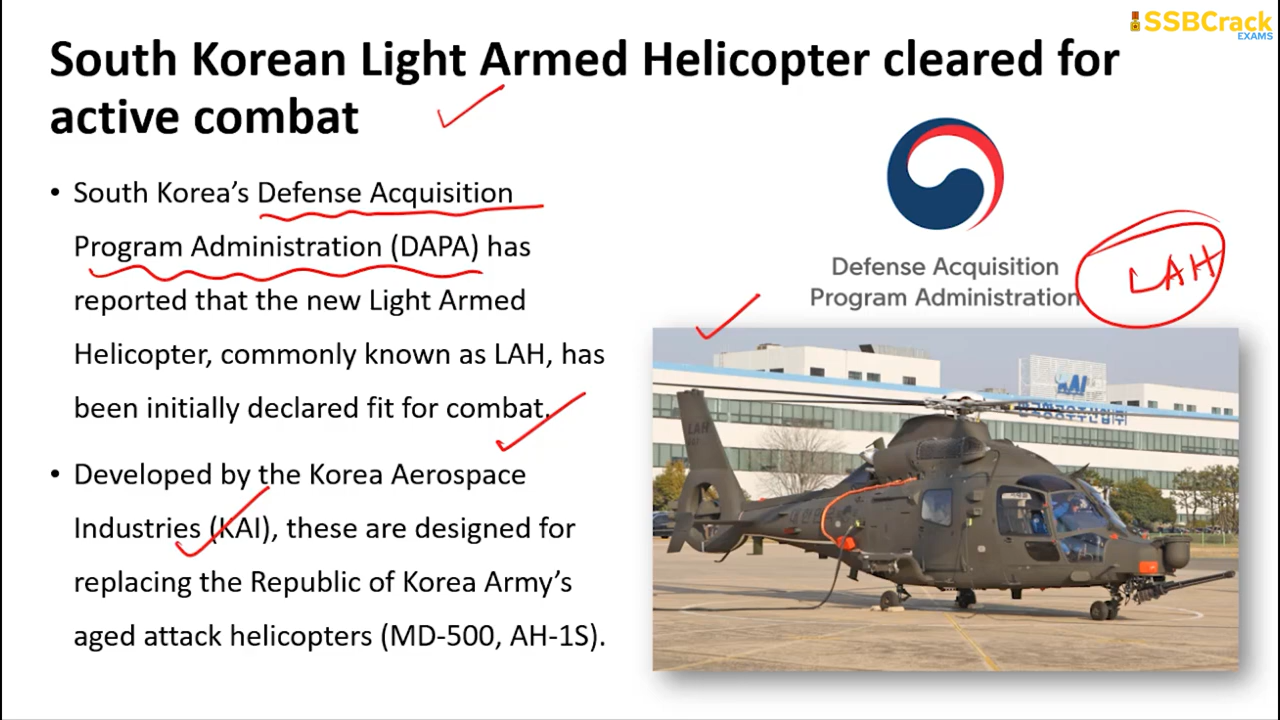 SSBCrack
EXAMS
South Korean Light Armed Helicopter cleared for
active combat
• South Korea’s Defense Acquisition
Program Administration (DAPA) has
reported that the new Light Armed
Helicopter, commonly known as LAH, has
been initially declared fit for combat.
• Developed by the Korea Aerospace
Industries (KAI), these are designed for
replacing the Republic of Korea Army’s
aged attack helicopters (MD-500, AH-1S).
Defense Acquisition
Program Administration
LAH
KAI
LAH